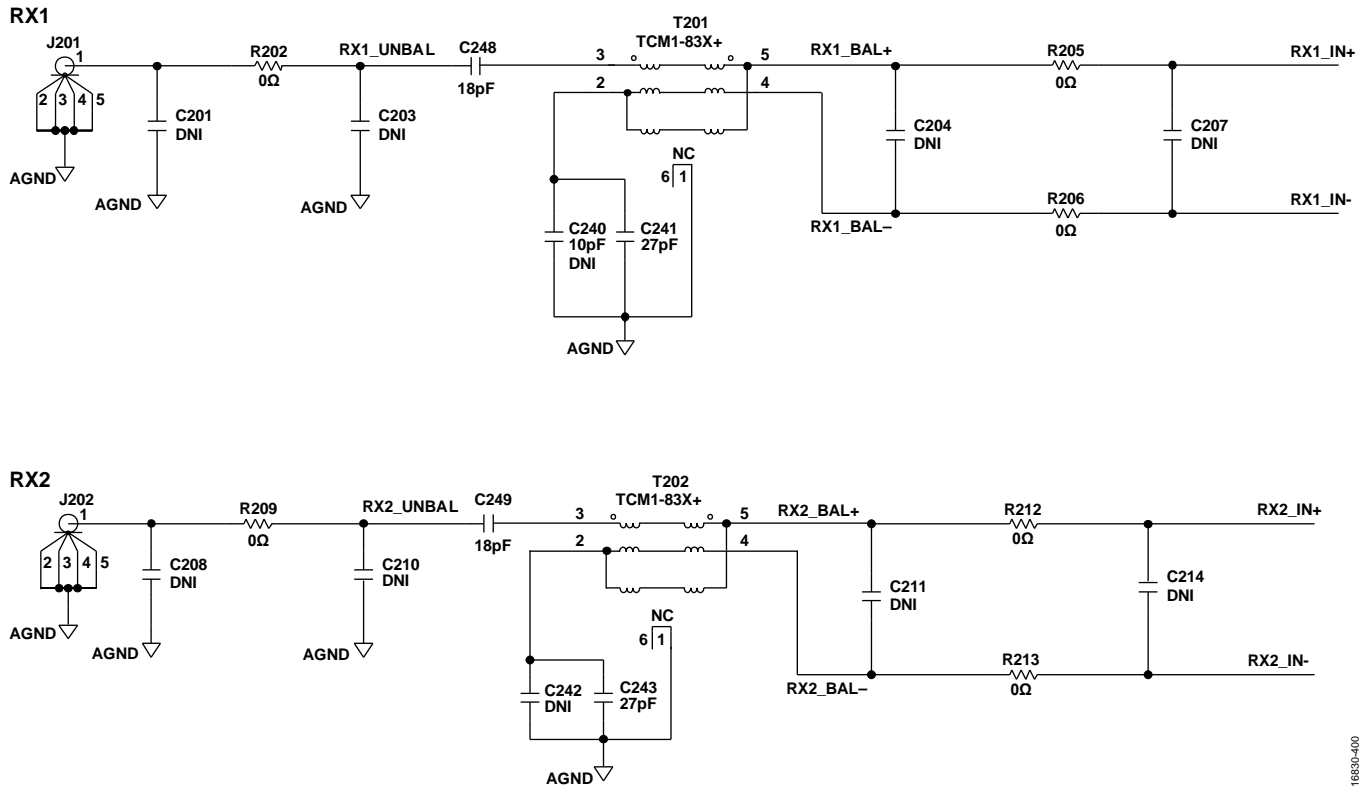 RX1
J201
1
2 3 4 5
AGND
C201
DNI
AGND
R202
0Ω
RX1_UNBAL
C203
DNI
AGND
C248
18pF
T201
TCM1-83X+
3
5
2
4
NC
6 1
C240
10pF
DNI
C241
27pF
AGND
RX1_BAL+
C204
DNI
RX1_BAL–
R205
0Ω
R206
0Ω
C207
DNI
RX1_IN+
RX1_IN-
RX2
J202
1
2 3 4 5
AGND
C208
DNI
AGND
R209
0Ω
RX2_UNBAL
C210
DNI
AGND
C249
18pF
T202
TCM1-83X+
3
5
2
4
NC
6 1
C242
DNI
C243
27pF
AGND
RX2_BAL+
C211
DNI
RX2_BAL–
R212
0Ω
R213
0Ω
C214
DNI
RX2_IN+
RX2_IN-
16830-400